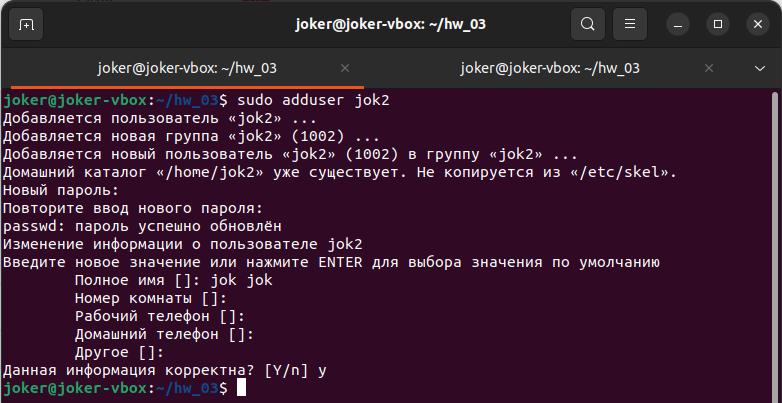 joker@joker-vbox: ~/hw_03
joker@joker-vbox: ~/hw_03
joker@joker-vbox: ~/hw_03
joker@joker-vbox:~/hw_03$ sudo adduser jok2
Добавляется пользователь «jok2» ...
Добавляется новая группа «jok2» (1002) ...
Добавляется новый пользователь «jok2» (1002) в группу «jok2» ...
Домашний каталог «/home/jok2» уже существует. Не копируется из «/etc/skel».
Новый пароль:
Повторите ввод нового пароля:
passwd: пароль успешно обновлён
Изменение информации о пользователе jok2
Введите новое значение или нажмите ENTER для выбора значения по умолчанию
Полное имя []: jok jok
Номер комнаты []:
Рабочий телефон []:
Домашний телефон []:
Другое []:
Данная информация корректна? [Y/n] y
joker@joker-vbox:~/hw_03$